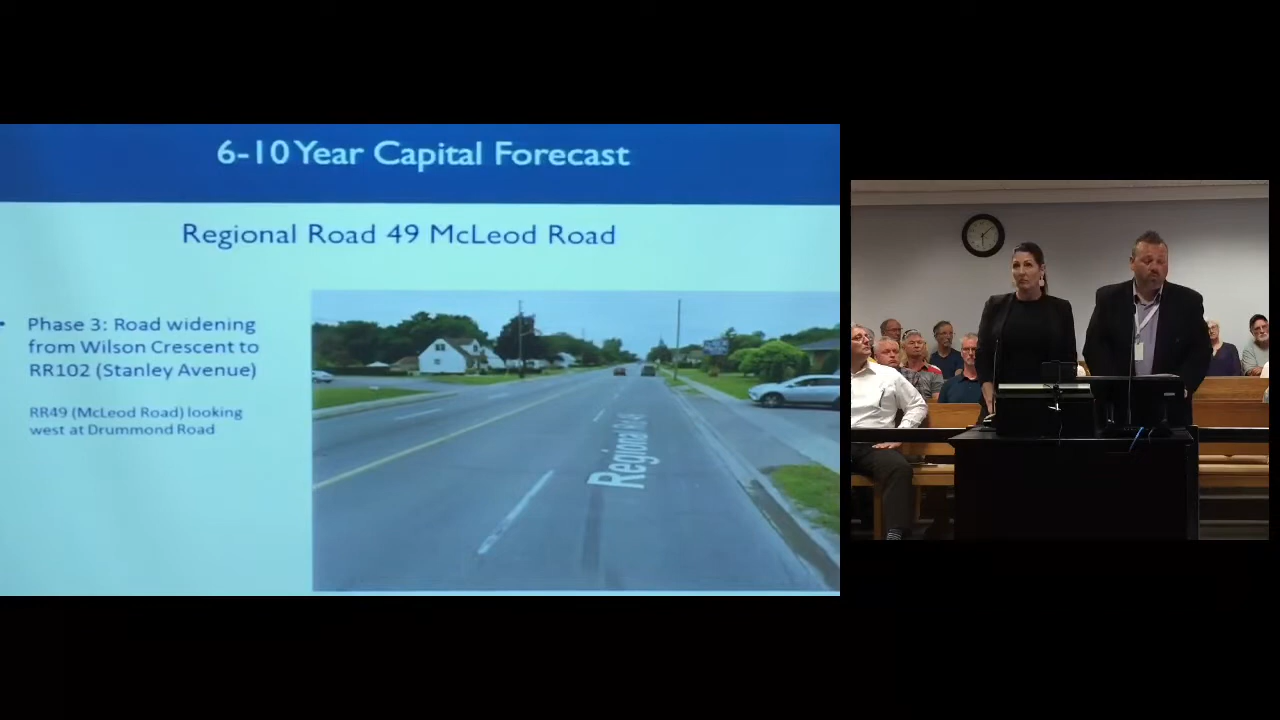 6-10 Year Capital Forecast
Regional Road 49 McLeod Road
• Phase 3: Road widening
from Wilson Crescent to
RR102 (Stanley Avenue)
RR49 (McLeod Road) looking
west at Drummond Road
Regional Rd 49